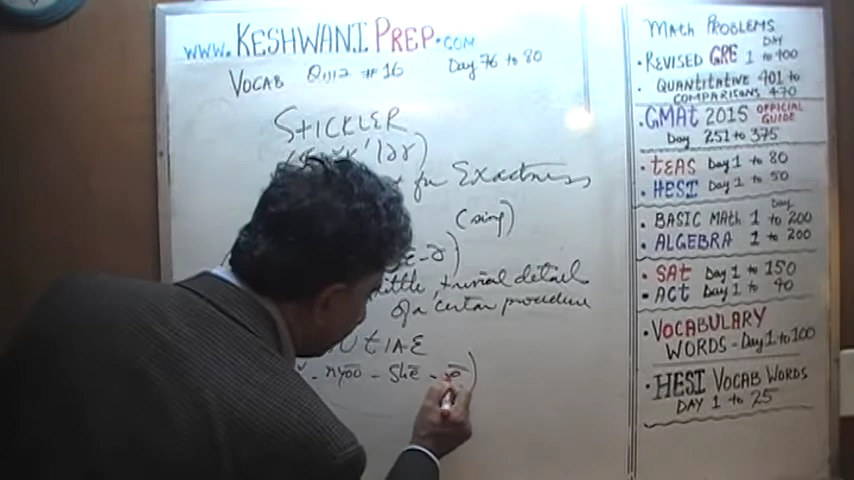 www.KESHWANI PREP.COM
VOCAB QUIZ #16 Day 76 to 80
STICKLER
for Exactness
(sing)
little, trivial detail
of a certain procedure
UTIAE
- nyoo - shē -
MATH PROBLEMS
DAY
• REVISED GRE 1 to 400
• QUANTITATIVE 401 to
COMPARISONS 470
• GMAt 2015 OFFICIAL GUIDE
Day 251 to 375
• tEAS Day 1 to 80
• HESI Day 1 to 50
Day
• BASIC MAth 1 to 200
• ALGEBRA 1 to 200
• SAt Day 1 to 150
• ACt Day 1 to 40
• VOCABULARY
WORDS - Day 1 to 100
• HESI VOCAB WORDS
DAY 1 to 25